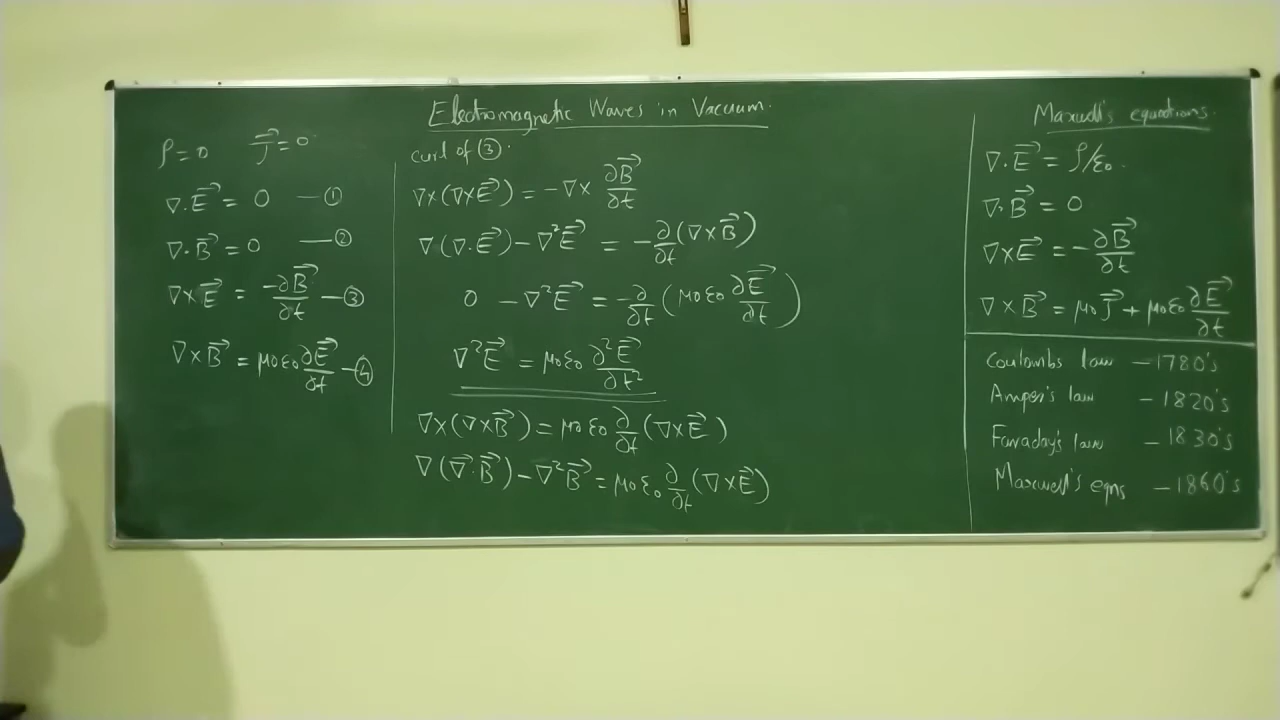 Electromagnetic Waves in Vacuum.
ρ = 0 J⃗ = 0
∇·E⃗ = 0 — ①
∇·B⃗ = 0 — ②
∇×E⃗ = -∂B⃗/∂t — ③
∇×B⃗ = μ₀ε₀ ∂E⃗/∂t — ④
curl of ③.
∇×(∇×E⃗) = -∇× ∂B⃗/∂t
∇(∇·E⃗) - ∇²E⃗ = -∂/∂t (∇×B⃗)
0 - ∇²E⃗ = -∂/∂t (μ₀ε₀ ∂E⃗/∂t)
∇²E⃗ = μ₀ε₀ ∂²E⃗/∂t²
∇×(∇×B⃗) = μ₀ε₀ ∂/∂t (∇×E⃗)
∇(∇⃗·B⃗) - ∇²B⃗ = μ₀ε₀ ∂/∂t (∇×E⃗)
Maxwell's equations.
∇·E⃗ = ρ/ε₀.
∇·B⃗ = 0
∇×E⃗ = -∂B⃗/∂t
∇×B⃗ = μ₀J⃗ + μ₀ε₀ ∂E⃗/∂t
Coulombs law – 1780's
Amper's law – 1820's
Faraday's law – 1830's
Maxwell's eqns – 1860's